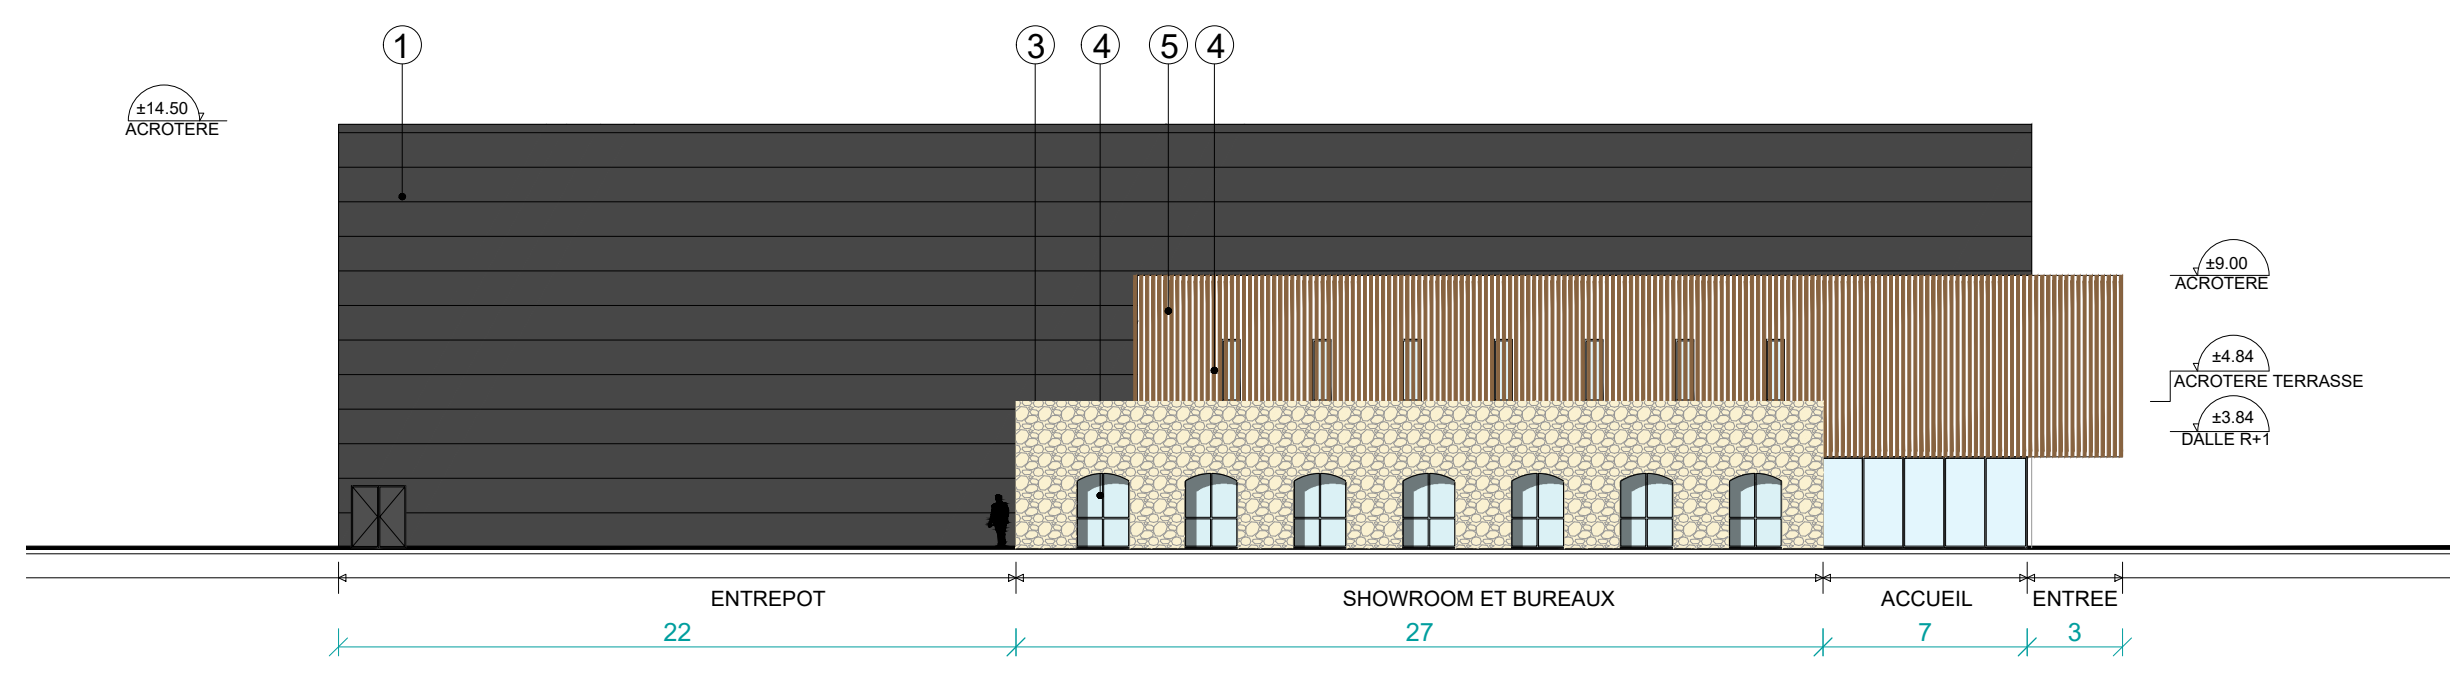 1
3
4
5
4
±14.50
ACROTERE
±9.00
ACROTERE
±4.84
ACROTERE TERRASSE
±3.84
DALLE R+1
ENTREPOT
SHOWROOM ET BUREAUX
ACCUEIL
ENTREE
22
27
7
3